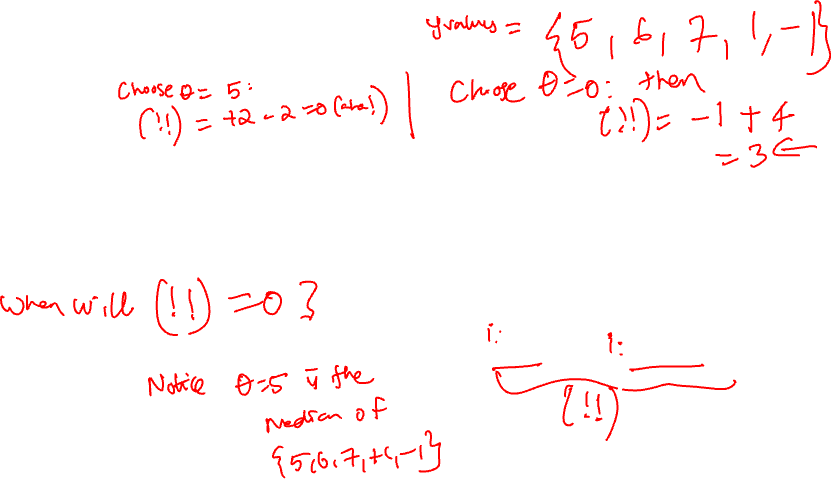 y values = {5, 6, 7, 1, -1}
Choose θ = 5:
(!!) = +2 - 2 = 0 (aha!)
Choose θ = 0: then
(!!) = -1 + 4
= 3 ←
When will (!!) = 0 ?
i: i:
(!!)
Notice θ=5 is the
median of
{5,6,7,+1,-1}